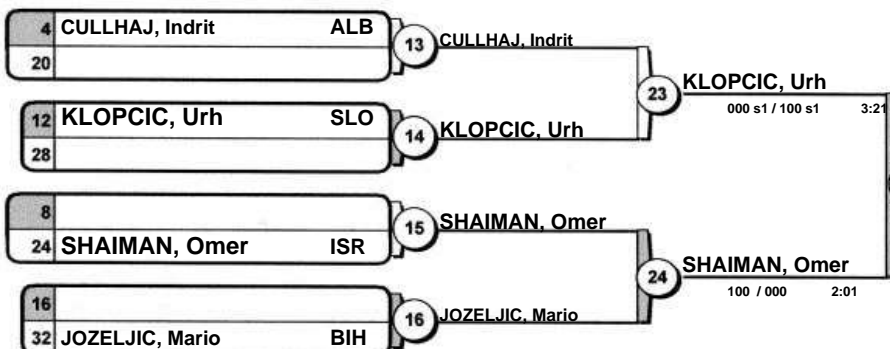 4 CULLHAJ, Indrit ALB
20
13 CULLHAJ, Indrit
12 KLOPCIC, Urh SLO
28
14 KLOPCIC, Urh
23 KLOPCIC, Urh
000 s1 / 100 s1 3:21
8
24 SHAIMAN, Omer ISR
15 SHAIMAN, Omer
16
32 JOZELJIC, Mario BIH
16 JOZELJIC, Mario
24 SHAIMAN, Omer
100 / 000 2:01